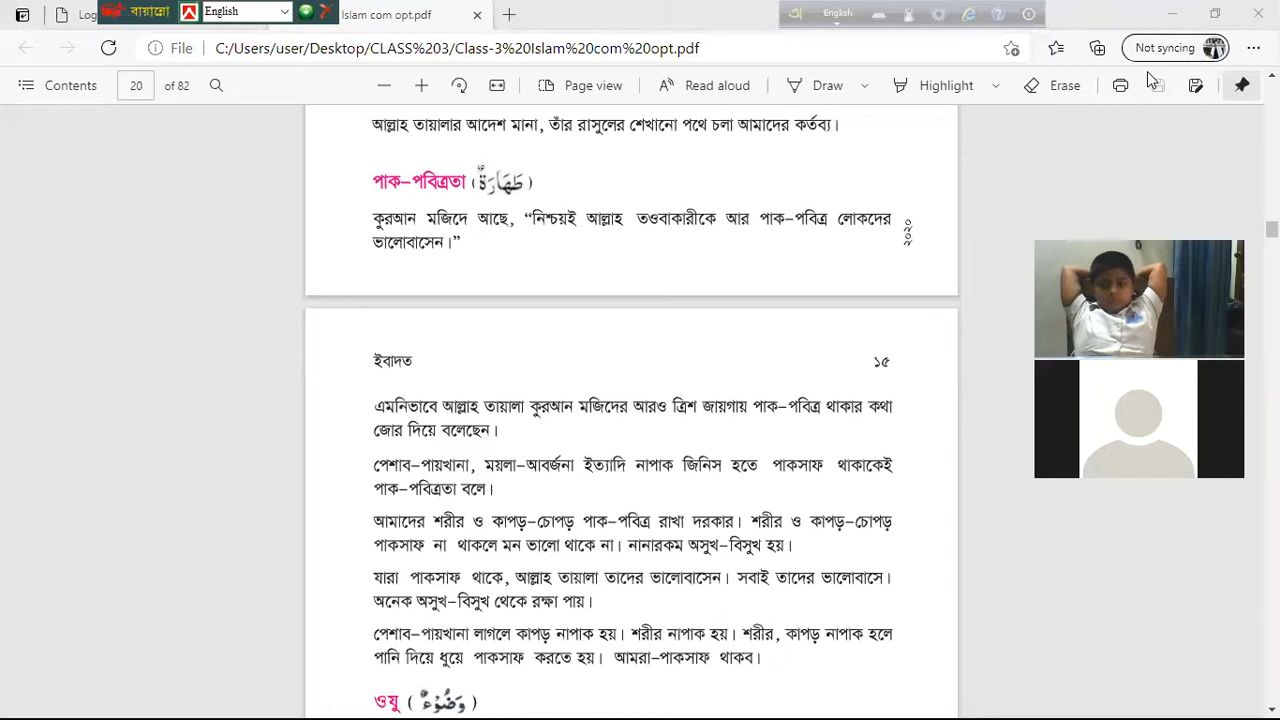 বায়ান্নো English
Islam com opt.pdf
English
File C:/Users/user/Desktop/CLASS%203/Class-3%20Islam%20com%20opt.pdf Not syncing
Contents 20 of 82 Page view Read aloud Draw Highlight Erase
আল্লাহ তায়ালার আদেশ মানা, তাঁর রাসুলের শেখানো পথে চলা আমাদের কর্তব্য।
পাক-পবিত্রতা (طَهَارَةٌ)
কুরআন মজিদে আছে, “নিশ্চয়ই আল্লাহ তওবাকারীকে আর পাক-পবিত্র লোকদের
ভালোবাসেন।”
২০২০
ইবাদত ১৫
এমনিভাবে আল্লাহ তায়ালা কুরআন মজিদের আরও ত্রিশ জায়গায় পাক-পবিত্র থাকার কথা
জোর দিয়ে বলেছেন।
পেশাব-পায়খানা, ময়লা-আবর্জনা ইত্যাদি নাপাক জিনিস হতে পাকসাফ থাকাকেই
পাক-পবিত্রতা বলে।
আমাদের শরীর ও কাপড়-চোপড় পাক-পবিত্র রাখা দরকার। শরীর ও কাপড়-চোপড়
পাকসাফ না থাকলে মন ভালো থাকে না। নানারকম অসুখ-বিসুখ হয়।
যারা পাকসাফ থাকে, আল্লাহ তায়ালা তাদের ভালোবাসেন। সবাই তাদের ভালোবাসে।
অনেক অসুখ-বিসুখ থেকে রক্ষা পায়।
পেশাব-পায়খানা লাগলে কাপড় নাপাক হয়। শরীর নাপাক হয়। শরীর, কাপড় নাপাক হলে
পানি দিয়ে ধুয়ে পাকসাফ করতে হয়। আমরা-পাকসাফ থাকব।
ওযু (وَضُوْءٌ)